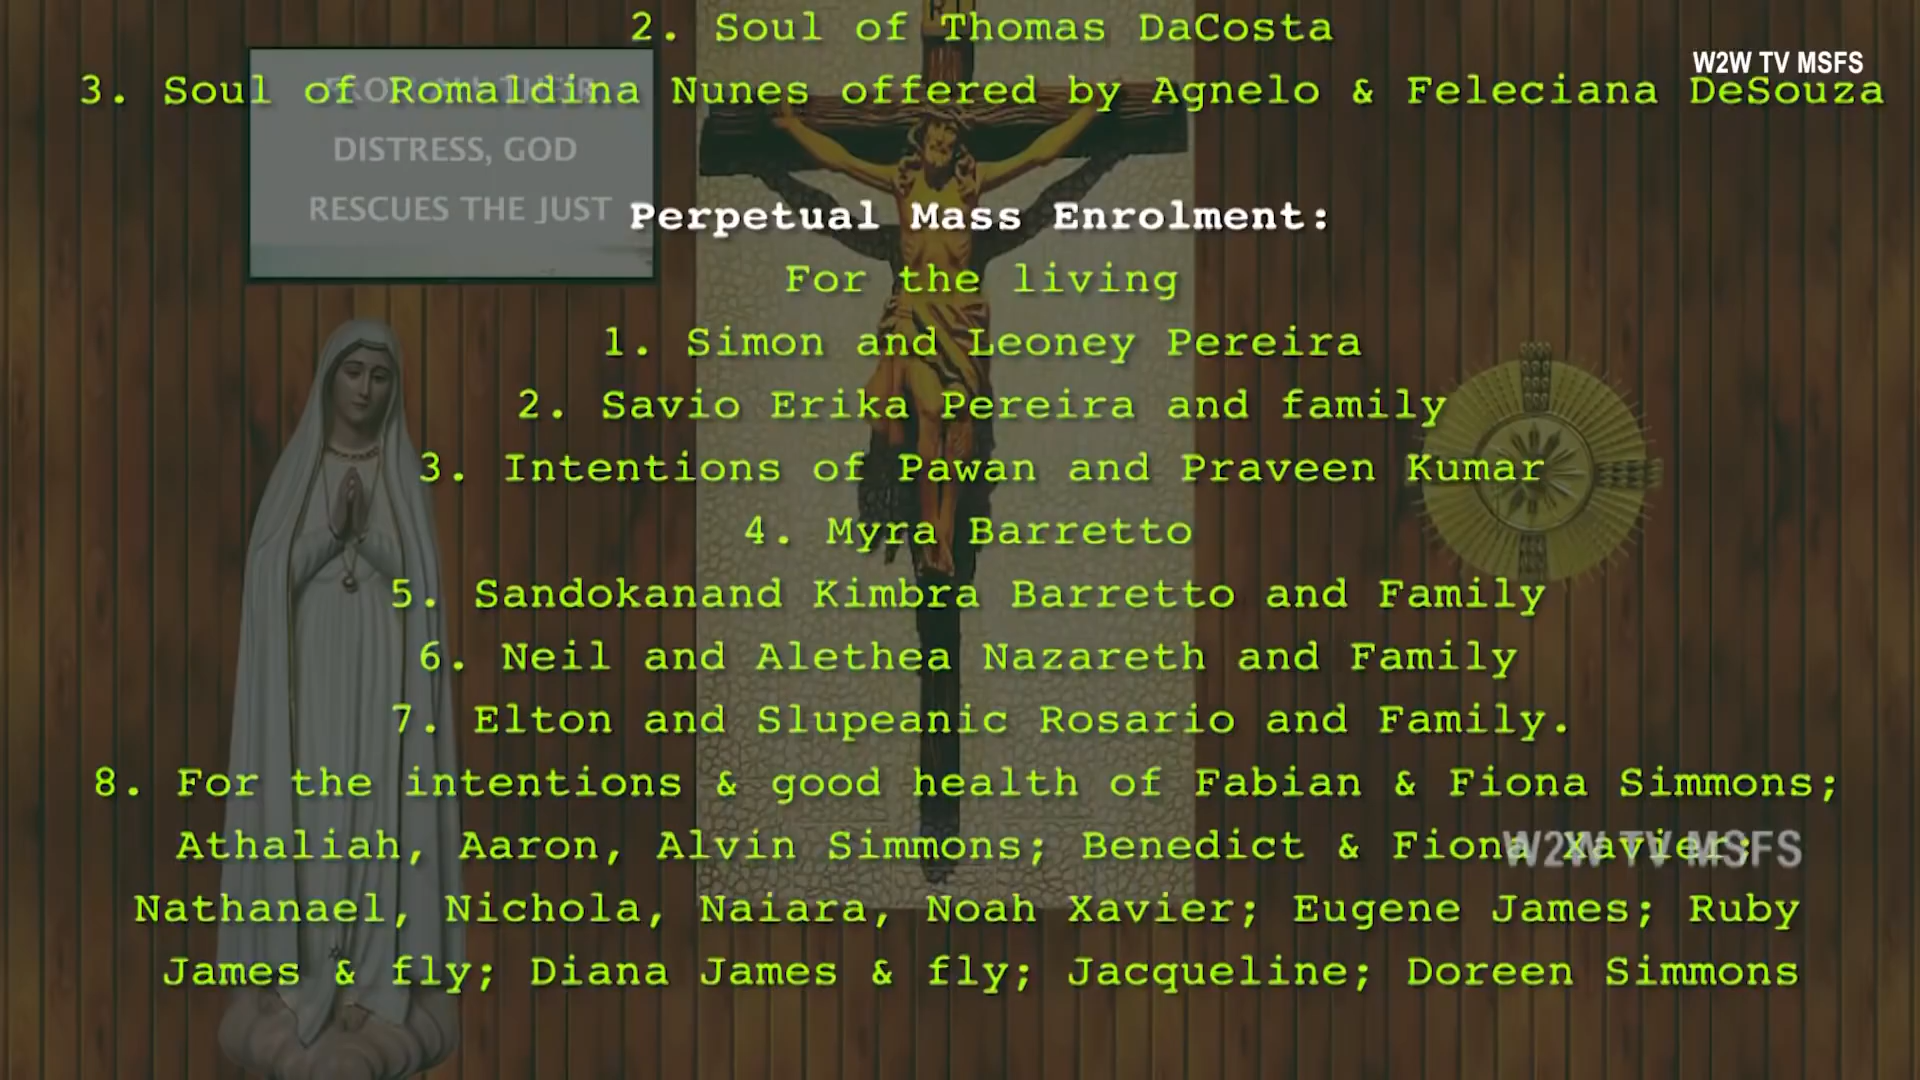 2. Soul of Thomas DaCosta
W2W TV MSFS
3. Soul of Romaldina Nunes offered by Agnelo & Feleciana DeSouza
DISTRESS, GOD
RESCUES THE JUST
Perpetual Mass Enrolment:
For the living
1. Simon and Leoney Pereira
2. Savio Erika Pereira and family
3. Intentions of Pawan and Praveen Kumar
4. Myra Barretto
5. Sandokanand Kimbra Barretto and Family
6. Neil and Alethea Nazareth and Family
7. Elton and Slupeanic Rosario and Family.
8. For the intentions & good health of Fabian & Fiona Simmons;
Athaliah, Aaron, Alvin Simmons; Benedict & Fiona Xavier;
W2W TV MSFS
Nathanael, Nichola, Naiara, Noah Xavier; Eugene James; Ruby
James & fly; Diana James & fly; Jacqueline; Doreen Simmons